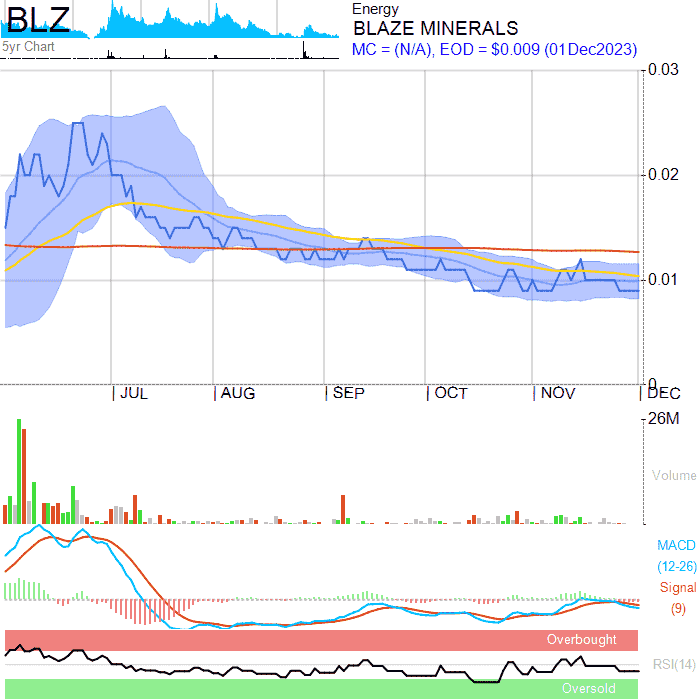 BLZ
Energy
BLAZE MINERALS
5yr Chart
MC = (N/A), EOD = $0.009 (01Dec2023)
0.03
0.02
0.01
0
JUL AUG SEP OCT NOV DEC
26M
Volume
MACD
(12-26)
Signal
(9)
Overbought
RSI(14)
Oversold